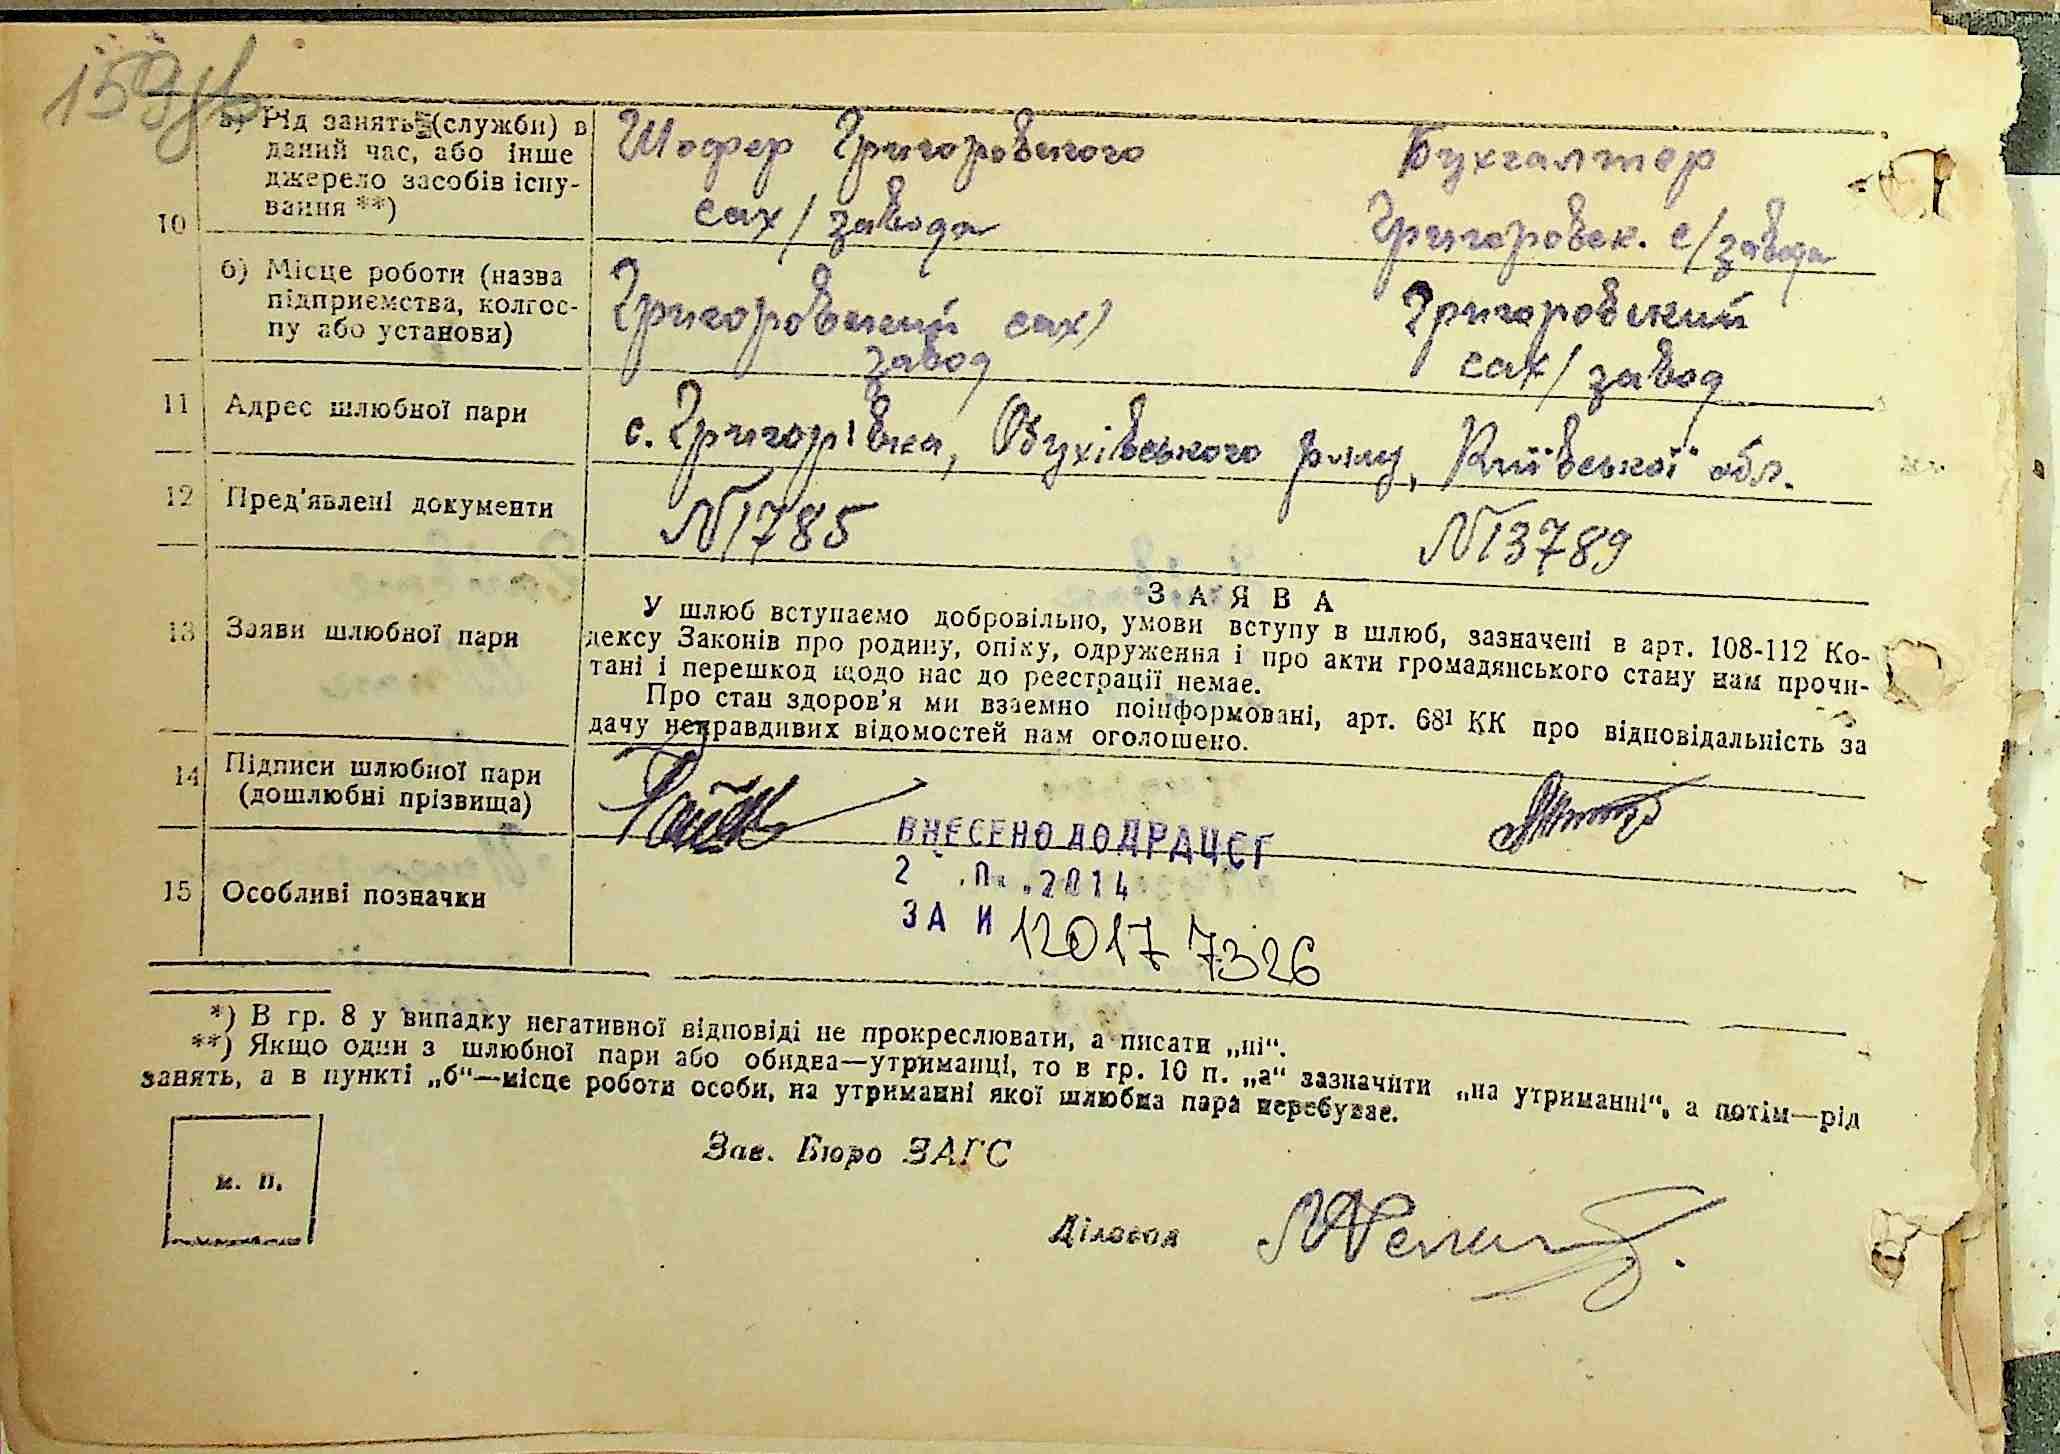 159
а) Рід занять (служби) в
даний час, або інше
джерело засобів існу-
вання **)
Шофер Григоровского
сах/завода
Бухгалтер
Григоровск. с/завода
10
б) Місце роботи (назва
підприємства, колгос-
пу або установи)
Григоровский сах/
завод
Григоровский
сах/завод
11 Адрес шлюбної пари
с. Григорівка, Обухівського р-ну, Київської обл.
12 Пред'явлені документи
N 1785
N 13789
13 Заяви шлюбної пари
ЗАЯВА
У шлюб вступаємо добровільно, умови вступу в шлюб, зазначені в арт. 108-112 Ко-
дексу Законів про родину, опіку, одруження і про акти громадянського стану нам прочи-
тані і перешкод щодо нас до реєстрації немає.
Про стан здоров'я ми взаємно поінформовані, арт. 68¹ КК про відповідальність за
дачу неправдивих відомостей нам оголошено.
14 Підписи шлюбної пари
(дошлюбні прізвища)
ВНЕСЕНО ДО ДРАЦСГ
2 .2014
ЗА И 12017 7326
15 Особливі позначки
*) В гр. 8 у випадку негативної відповіді не прокреслювати, а писати „ні“.
**) Якщо один з шлюбної пари або обидва—утриманці, то в гр. 10 п. „а“ зазначити „на утриманні“, а потім—рід
занять, а в пункті „б“—місце роботи особи, на утриманні якої шлюбна пара перебуває.
Зав. Бюро ЗАГС
м. п.
Діловод